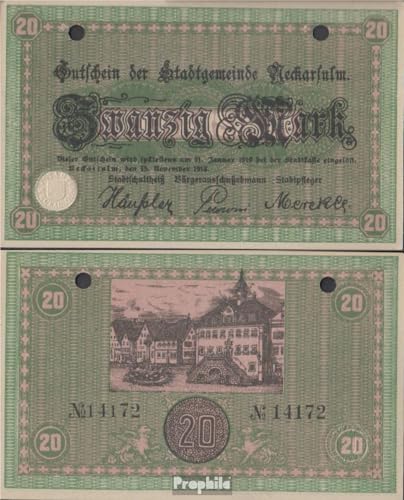 20 20
Gutschein der Stadtgemeinde Neckarsulm.
Zwanzig Mark.
Dieser Gutschein wird spätestens am 31. Januar 1919 bei der Stadtkasse eingelöst.
Neckarsulm, den 15. November 1918.
Stadtschultheiß Bürgerausschußobmann Stadtpfleger
Häußler Merckle
20 20
20 20
№ 14172 № 14172
20
20 20
Prophila